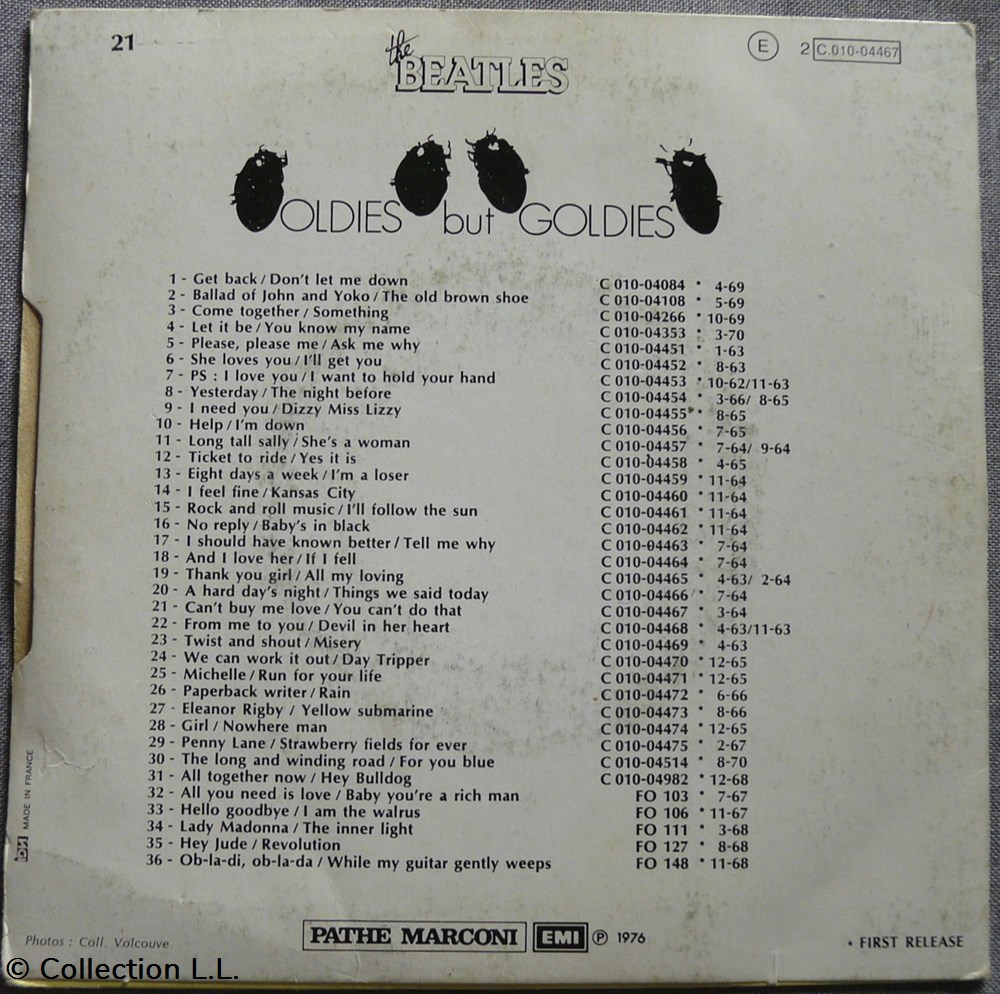 21
the BEATLES
E 2 C.010-04467
OLDIES but GOLDIES
1 - Get back / Don't let me down C 010-04084 * 4-69
2 - Ballad of John and Yoko / The old brown shoe C 010-04108 * 5-69
3 - Come together / Something C 010-04266 * 10-69
4 - Let it be / You know my name C 010-04353 * 3-70
5 - Please, please me / Ask me why C 010-04451 * 1-63
6 - She loves you / I'll get you C 010-04452 * 8-63
7 - PS : I love you / I want to hold your hand C 010-04453 * 10-62/11-63
8 - Yesterday / The night before C 010-04454 * 3-66/ 8-65
9 - I need you / Dizzy Miss Lizzy C 010-04455 * 8-65
10 - Help / I'm down C 010-04456 * 7-65
11 - Long tall sally / She's a woman C 010-04457 * 7-64/ 9-64
12 - Ticket to ride / Yes it is C 010-04458 * 4-65
13 - Eight days a week / I'm a loser C 010-04459 * 11-64
14 - I feel fine / Kansas City C 010-04460 * 11-64
15 - Rock and roll music / I'll follow the sun C 010-04461 * 11-64
16 - No reply / Baby's in black C 010-04462 * 11-64
17 - I should have known better / Tell me why C 010-04463 * 7-64
18 - And I love her / If I fell C 010-04464 * 7-64
19 - Thank you girl / All my loving C 010-04465 * 4-63/ 2-64
20 - A hard day's night / Things we said today C 010-04466 * 7-64
21 - Can't buy me love / You can't do that C 010-04467 * 3-64
22 - From me to you / Devil in her heart C 010-04468 * 4-63/11-63
23 - Twist and shout / Misery C 010-04469 * 4-63
24 - We can work it out / Day Tripper C 010-04470 * 12-65
25 - Michelle / Run for your life C 010-04471 * 12-65
26 - Paperback writer / Rain C 010-04472 * 6-66
27 - Eleanor Rigby / Yellow submarine C 010-04473 * 8-66
28 - Girl / Nowhere man C 010-04474 * 12-65
29 - Penny Lane / Strawberry fields for ever C 010-04475 * 2-67
30 - The long and winding road / For you blue C 010-04514 * 8-70
31 - All together now / Hey Bulldog C 010-04982 * 12-68
32 - All you need is love / Baby you're a rich man FO 103 * 7-67
33 - Hello goodbye / I am the walrus FO 106 * 11-67
34 - Lady Madonna / The inner light FO 111 * 3-68
35 - Hey Jude / Revolution FO 127 * 8-68
36 - Ob-la-di, ob-la-da / While my guitar gently weeps FO 148 * 11-68
MADE IN FRANCE
Photos : Coll. Valcouve
PATHE MARCONI EMI ℗ 1976
* FIRST RELEASE
© Collection L.L.